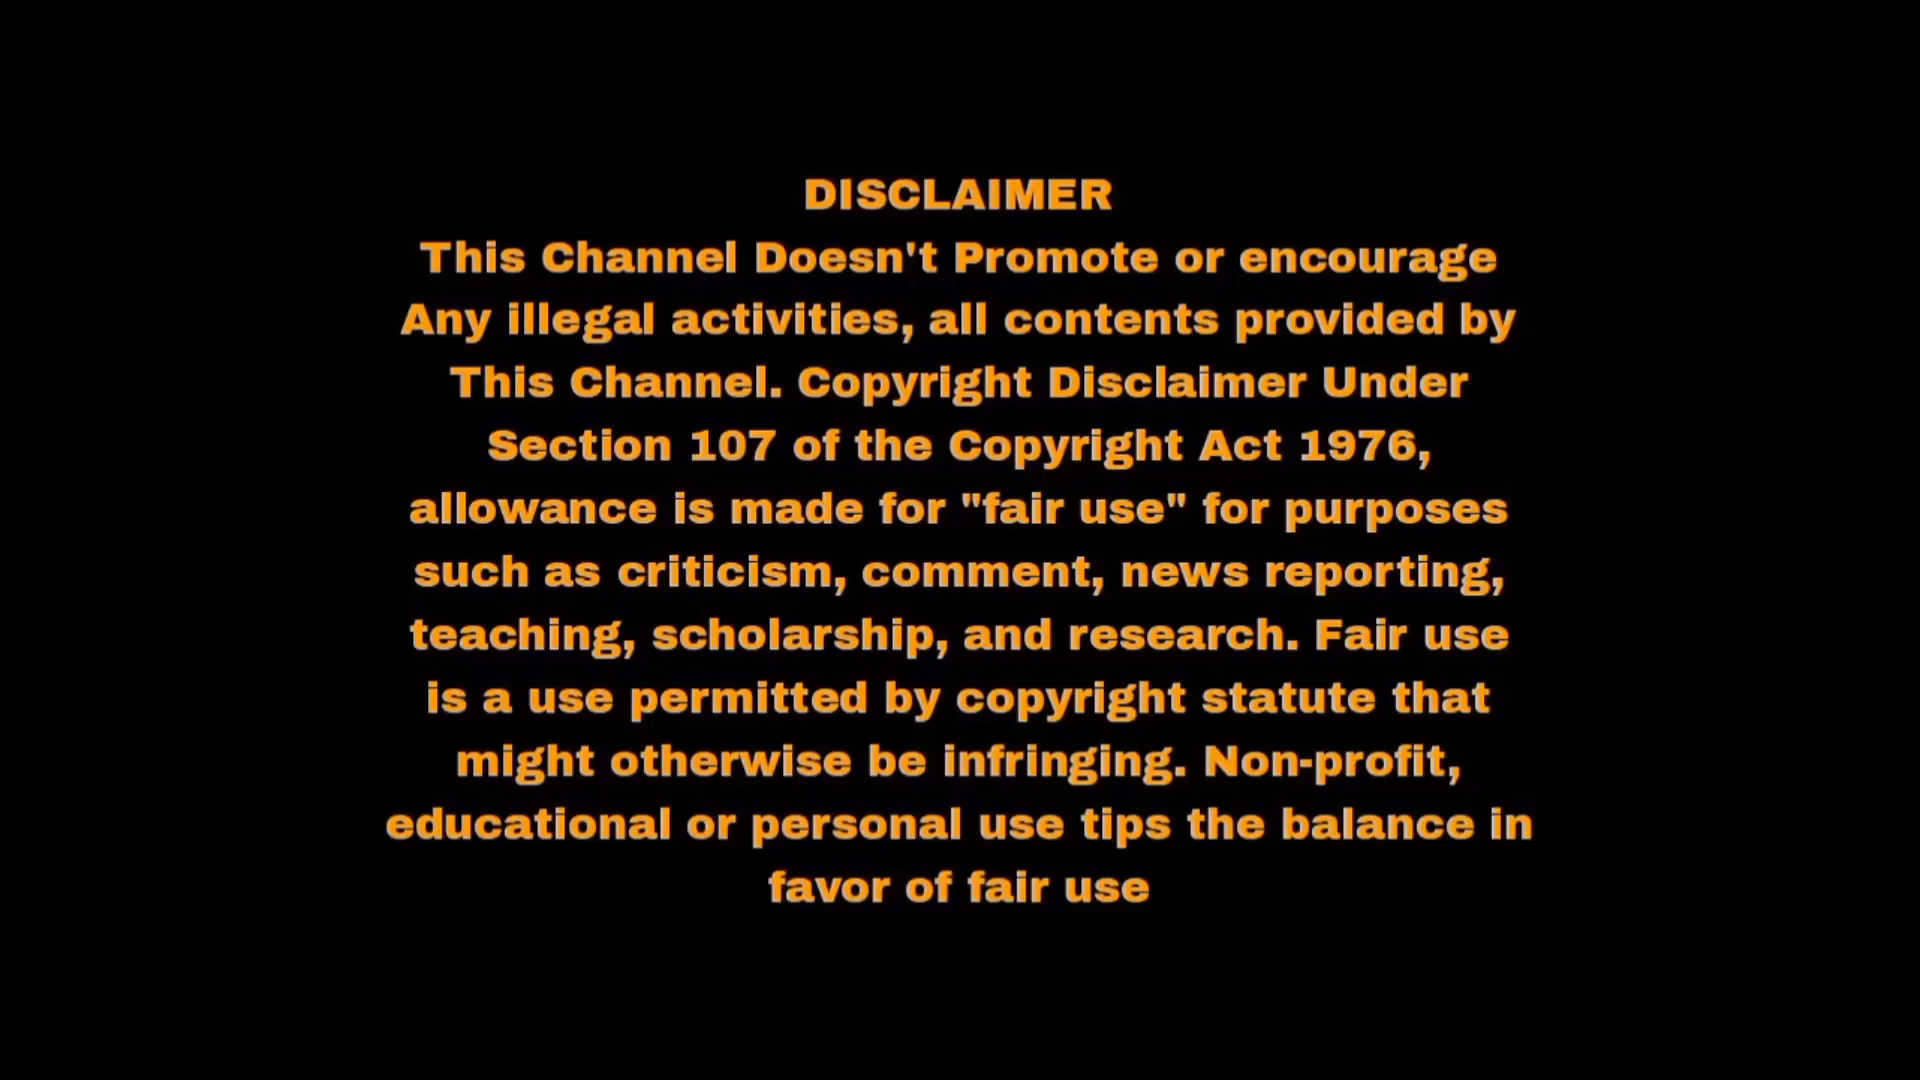 DISCLAIMER
This Channel Doesn't Promote or encourage
Any illegal activities, all contents provided by
This Channel. Copyright Disclaimer Under
Section 107 of the Copyright Act 1976,
allowance is made for "fair use" for purposes
such as criticism, comment, news reporting,
teaching, scholarship, and research. Fair use
is a use permitted by copyright statute that
might otherwise be infringing. Non-profit,
educational or personal use tips the balance in
favor of fair use